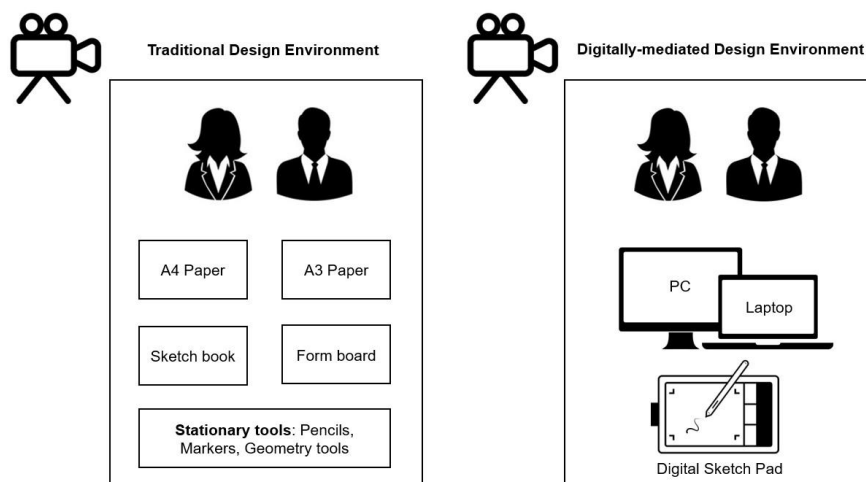 Traditional Design Environment
Digitally-mediated Design Environment
A4 Paper
A3 Paper
Sketch book
Form board
Stationary tools: Pencils,
Markers, Geometry tools
PC
Laptop
Digital Sketch Pad